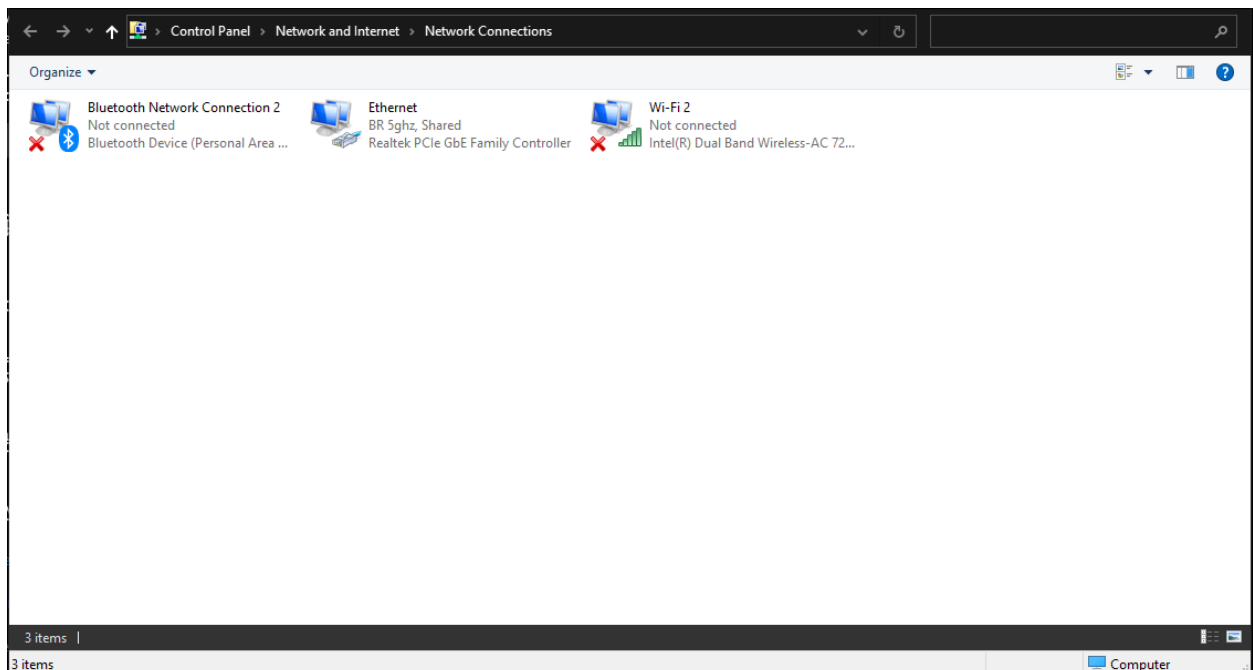 Control Panel > Network and Internet > Network Connections
Organize
Bluetooth Network Connection 2
Not connected
Bluetooth Device (Personal Area ...
Ethernet
BR 5ghz, Shared
Realtek PCIe GbE Family Controller
Wi-Fi 2
Not connected
Intel(R) Dual Band Wireless-AC 72...
3 items
3 items
Computer